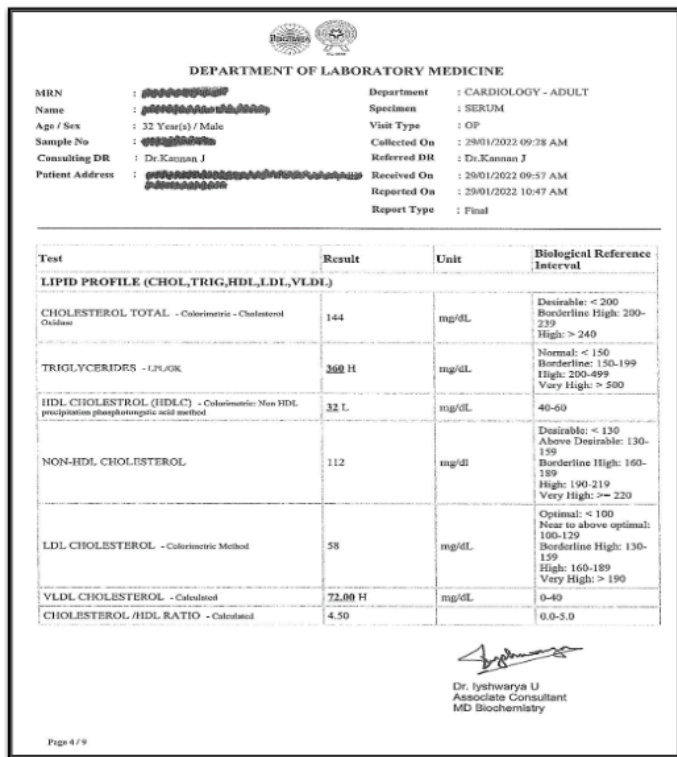 DEPARTMENT OF LABORATORY MEDICINE
MRN :
Department : CARDIOLOGY - ADULT
Name :
Specimen : SERUM
Age / Sex : 32 Year(s) / Male
Visit Type : OP
Sample No :
Collected On : 29/01/2022 09:28 AM
Consulting DR : Dr.Kannan J
Referred DR : Dr.Kannan J
Patient Address :
Received On : 29/01/2022 09:57 AM
Reported On : 29/01/2022 10:47 AM
Report Type : Final
Test Result Unit Biological Reference
Interval
LIPID PROFILE (CHOL,TRIG,HDL,LDL,VLDL)
CHOLESTEROL TOTAL - Colorimetric - Cholesterol
Oxidase
144 mg/dL
Desirable: < 200
Borderline High: 200-
239
High: > 240
TRIGLYCERIDES - LPL/GK
360 H mg/dL
Normal: < 150
Borderline: 150-199
High: 200-499
Very High: > 500
HDL CHOLESTROL (HDLC) - Colorimetric: Non HDL
precipitation phosphotungstic acid method
32 L mg/dL 40-60
NON-HDL CHOLESTEROL
112 mg/dl
Desirable: < 130
Above Desirable: 130-
159
Borderline High: 160-
189
High: 190-219
Very High: >= 220
LDL CHOLESTEROL - Colorimetric Method
58 mg/dL
Optimal: < 100
Near to above optimal:
100-129
Borderline High: 130-
159
High: 160-189
Very High: > 190
VLDL CHOLESTEROL - Calculated 72.00 H mg/dL 0-40
CHOLESTEROL /HDL RATIO - Calculated 4.50 0.0-5.0
Dr. Iyshwarya U
Associate Consultant
MD Biochemistry
Page 4 / 9